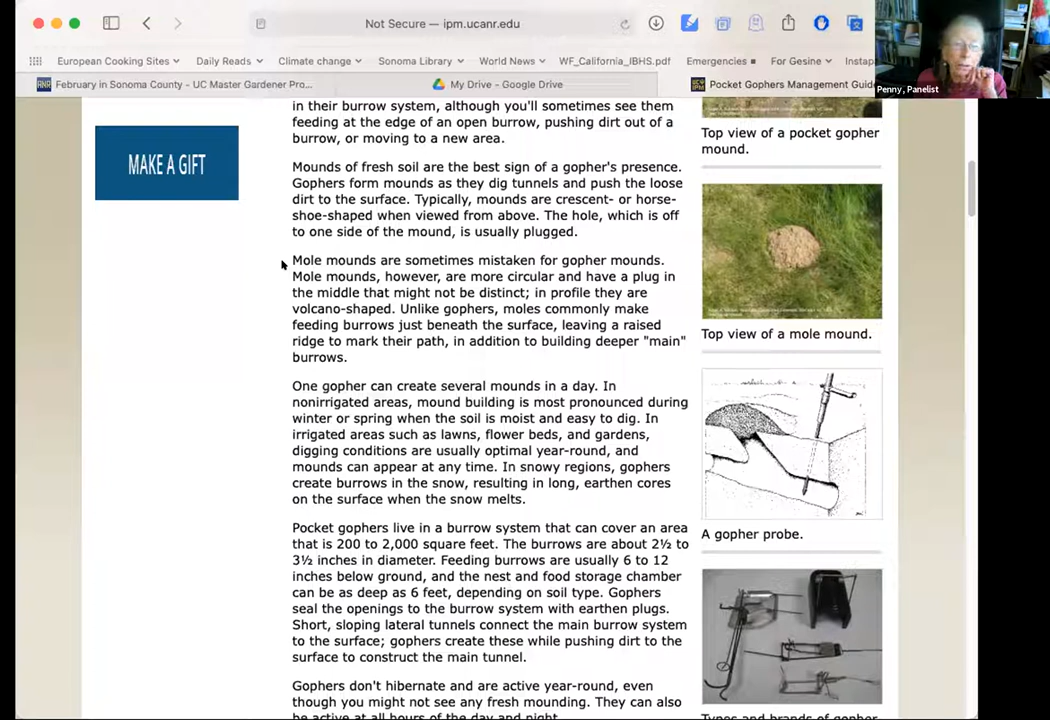 Not Secure — ipm.ucanr.edu
European Cooking Sites
Daily Reads
Climate change
Sonoma Library
World News
WF_California_IBHS.pdf
Emergencies
For Gesine
Instap
February in Sonoma County - UC Master Gardener Pro...
My Drive - Google Drive
Pocket Gophers Management Guid
Penny, Panelist
MAKE A GIFT
in their burrow system, although you'll sometimes see them
feeding at the edge of an open burrow, pushing dirt out of a
burrow, or moving to a new area.
Mounds of fresh soil are the best sign of a gopher's presence.
Gophers form mounds as they dig tunnels and push the loose
dirt to the surface. Typically, mounds are crescent- or horse-
shoe-shaped when viewed from above. The hole, which is off
to one side of the mound, is usually plugged.
Mole mounds are sometimes mistaken for gopher mounds.
Mole mounds, however, are more circular and have a plug in
the middle that might not be distinct; in profile they are
volcano-shaped. Unlike gophers, moles commonly make
feeding burrows just beneath the surface, leaving a raised
ridge to mark their path, in addition to building deeper "main"
burrows.
One gopher can create several mounds in a day. In
nonirrigated areas, mound building is most pronounced during
winter or spring when the soil is moist and easy to dig. In
irrigated areas such as lawns, flower beds, and gardens,
digging conditions are usually optimal year-round, and
mounds can appear at any time. In snowy regions, gophers
create burrows in the snow, resulting in long, earthen cores
on the surface when the snow melts.
Pocket gophers live in a burrow system that can cover an area
that is 200 to 2,000 square feet. The burrows are about 2½ to
3½ inches in diameter. Feeding burrows are usually 6 to 12
inches below ground, and the nest and food storage chamber
can be as deep as 6 feet, depending on soil type. Gophers
seal the openings to the burrow system with earthen plugs.
Short, sloping lateral tunnels connect the main burrow system
to the surface; gophers create these while pushing dirt to the
surface to construct the main tunnel.
Gophers don't hibernate and are active year-round, even
though you might not see any fresh mounding. They can also
be active at all hours of the day and night.
Top view of a pocket gopher
mound.
Top view of a mole mound.
A gopher probe.
Types and brands of gopher